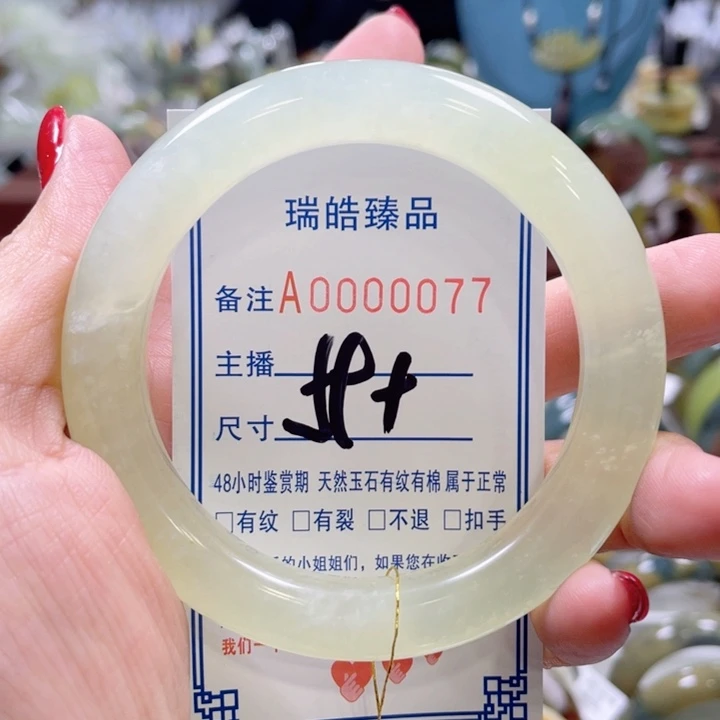 瑞皓臻品
备注A0000077
主播
尺寸
48小时鉴赏期 天然玉石有纹有棉 属于正常
□有纹 □有裂 □不退 □扣手
的小姐姐们，如果您在收
我们一